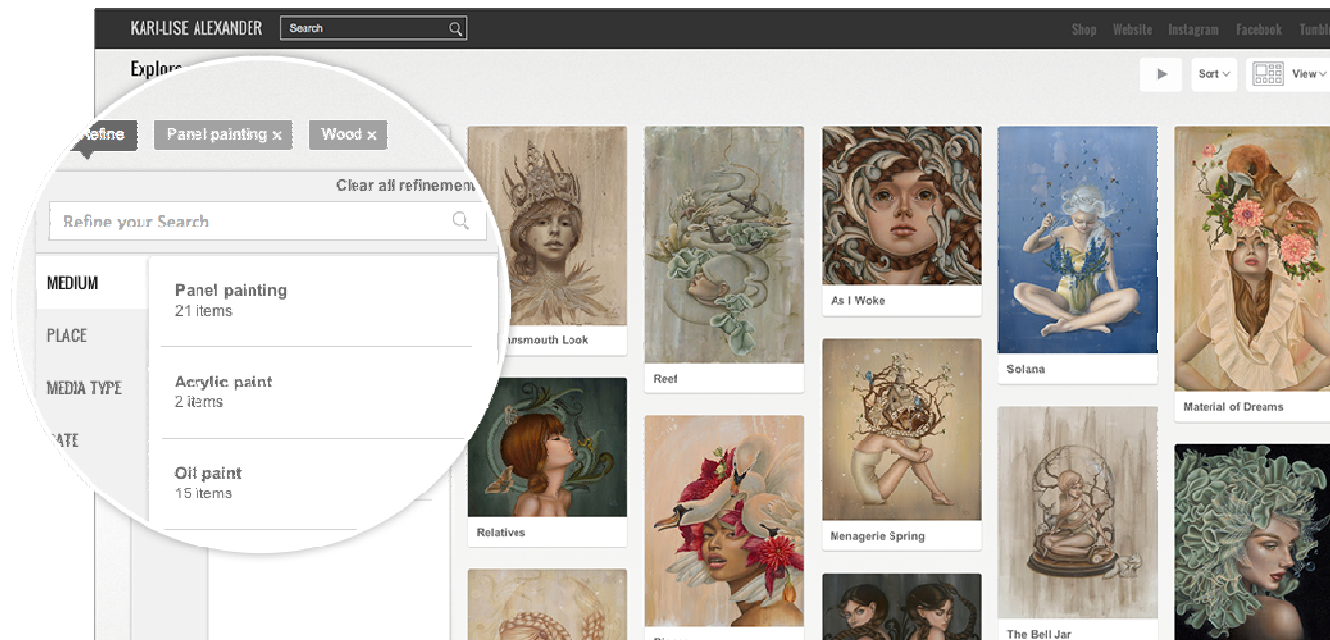 KARI-LISE ALEXANDER Search Shop Website Instagram Facebook
Explore
Sort View
Refine Panel painting × Wood ×
Clear all
Refine your Search
MEDIUM
Panel painting
21 items
PLACE
MEDIA TYPE
Acrylic paint
2 items
Oil paint
15 items
Look
Reef
As I Woke
Solana
Material of Dreams
Relatives
Menagerie Spring
The Bell Jar